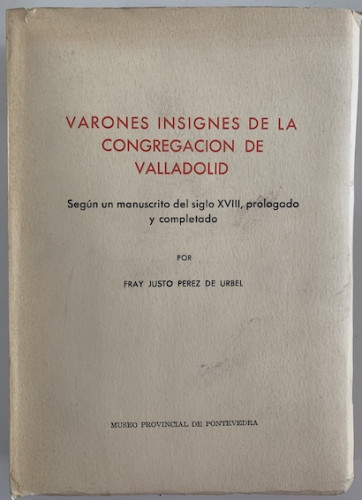 VARONES INSIGNES DE LA
CONGREGACION DE
VALLADOLID
Según un manuscrito del siglo XVIII, prologado
y completado
POR
FRAY JUSTO PEREZ DE URBEL
MUSEO PROVINCIAL DE PONTEVEDRA